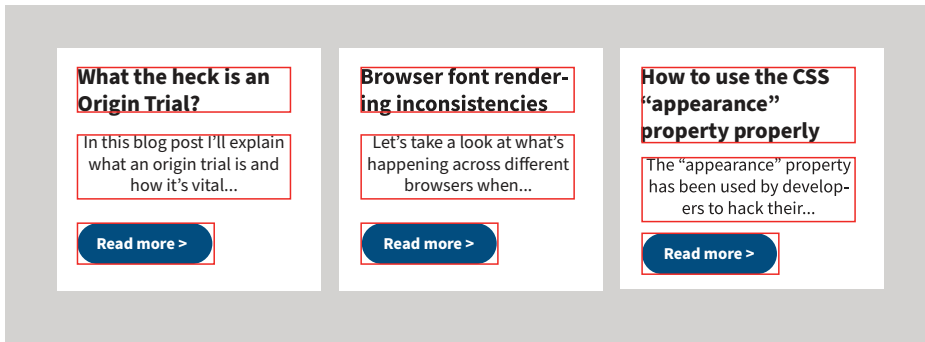 What the heck is an
Origin Trial?
In this blog post I’ll explain
what an origin trial is and
how it’s vital...
Read more >
Browser font render-
ing inconsistencies
Let’s take a look at what’s
happening across different
browsers when...
Read more >
How to use the CSS
“appearance”
property properly
The “appearance” property
has been used by develop-
ers to hack their...
Read more >